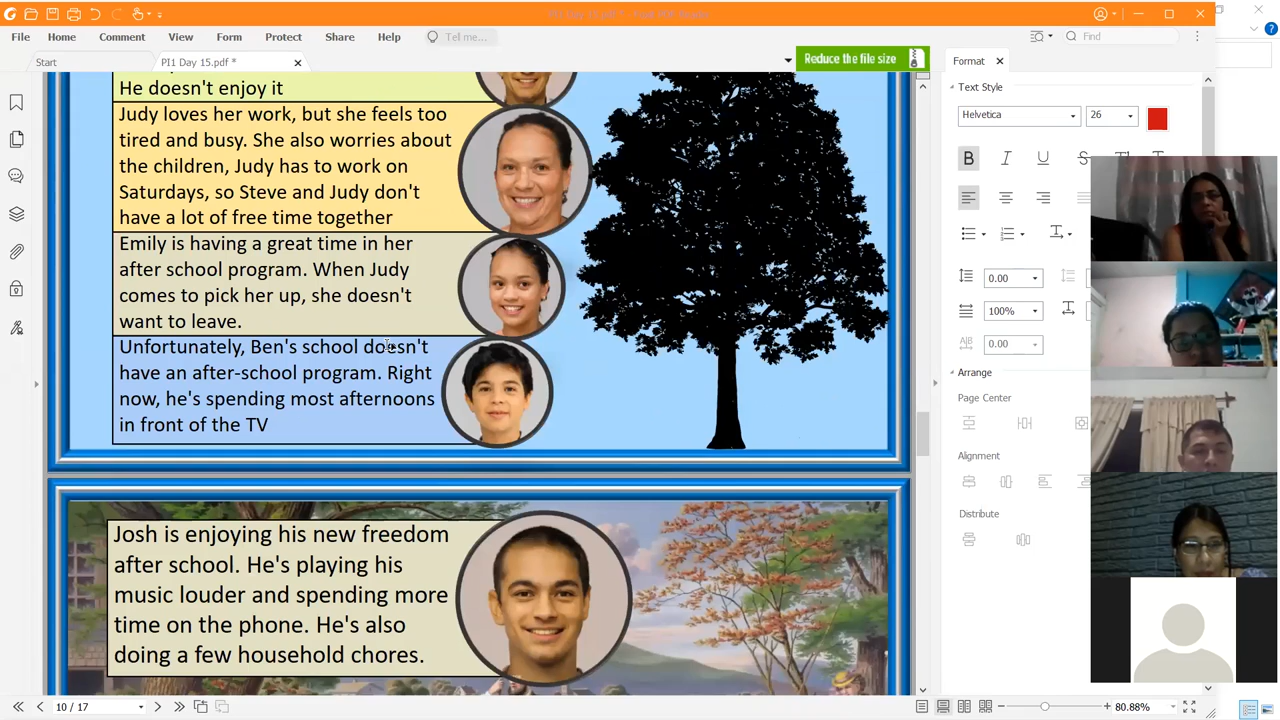 PI1 Day 15.pdf * - Foxit PDF Reader
File Home Comment View Form Protect Share Help Tell me... Find
Start PI1 Day 15.pdf * Reduce the file size
He doesn't enjoy it
Judy loves her work, but she feels too
tired and busy. She also worries about
the children, Judy has to work on
Saturdays, so Steve and Judy don't
have a lot of free time together
Emily is having a great time in her
after school program. When Judy
comes to pick her up, she doesn't
want to leave.
Unfortunately, Ben's school doesn't
have an after-school program. Right
now, he's spending most afternoons
in front of the TV
Josh is enjoying his new freedom
after school. He's playing his
music louder and spending more
time on the phone. He's also
doing a few household chores.
Format
Text Style
Helvetica 26
B I U S
0.00
100%
0.00
Arrange
Page Center
Alignment
Distribute
10 / 17
80.88%